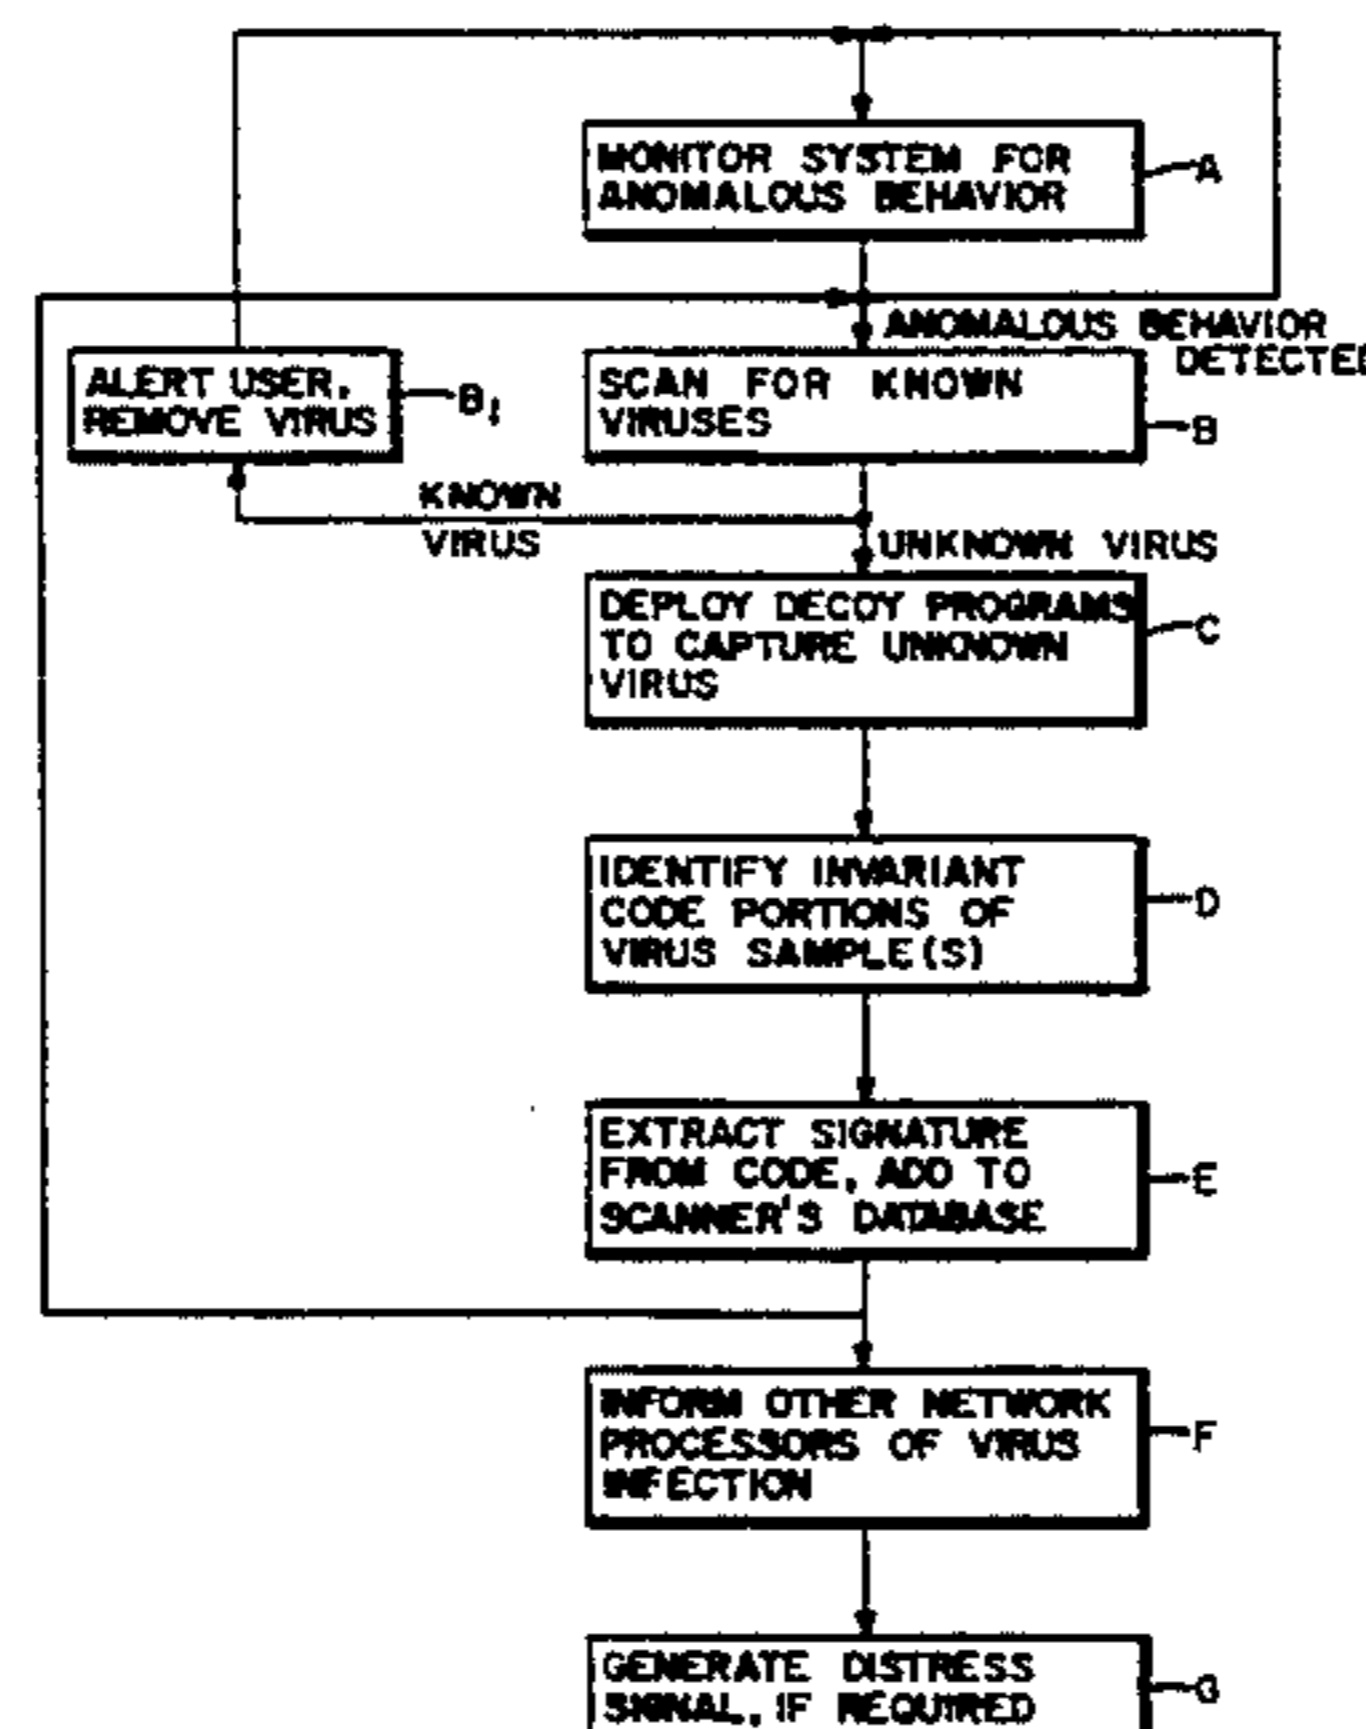 MONITOR SYSTEM FOR
ANOMALOUS BEHAVIOR
A
ANOMALOUS BEHAVIOR
DETECTED
ALERT USER,
REMOVE VIRUS
B1
SCAN FOR KNOWN
VIRUSES
B
KNOWN
VIRUS
UNKNOWN VIRUS
DEPLOY DECOY PROGRAMS
TO CAPTURE UNKNOWN
VIRUS
C
IDENTIFY INVARIANT
CODE PORTIONS OF
VIRUS SAMPLE(S)
D
EXTRACT SIGNATURE
FROM CODE, ADD TO
SCANNER'S DATABASE
E
INFORM OTHER NETWORK
PROCESSORS OF VIRUS
INFECTION
F
GENERATE DISTRESS
SIGNAL, IF REQUIRED
G